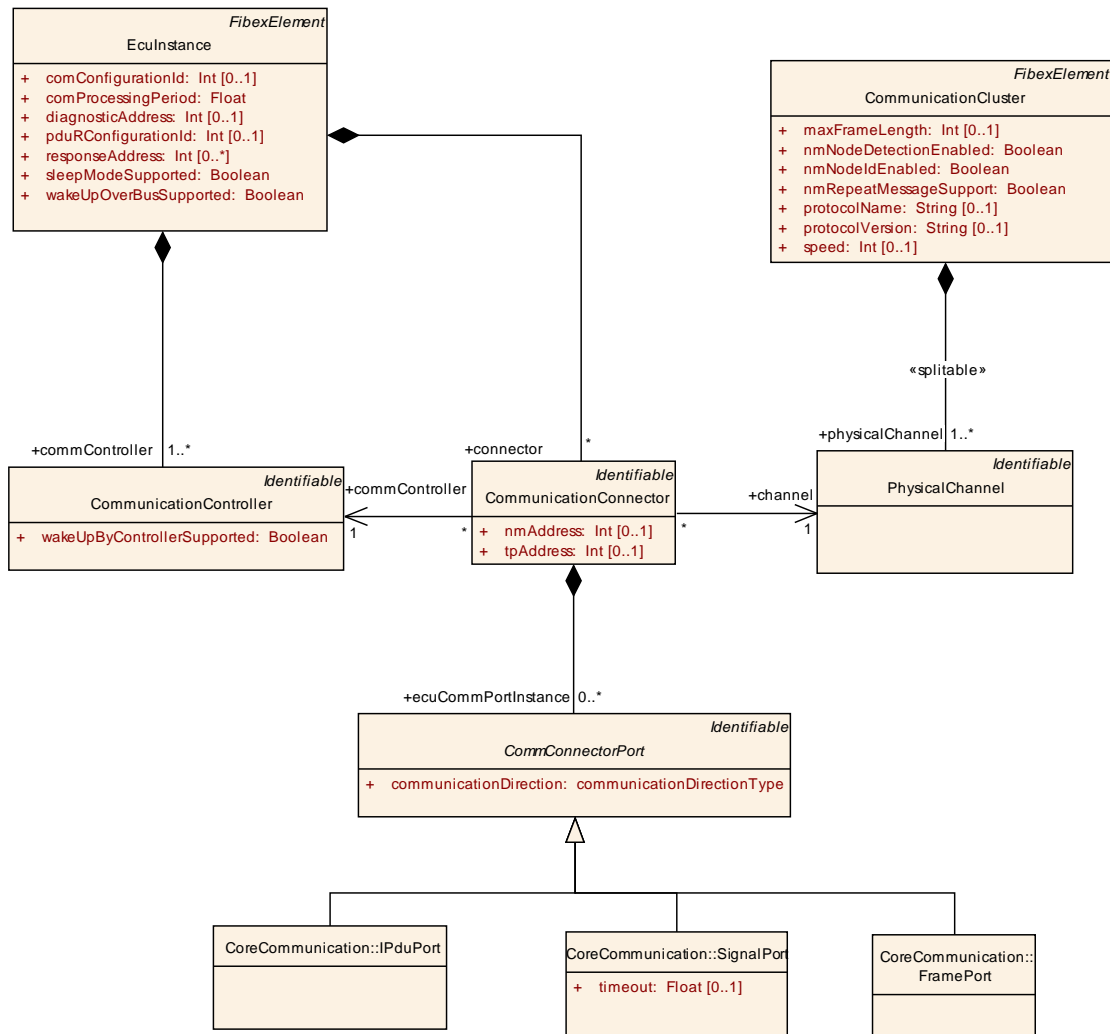 FibexElement
EcuInstance
+ comConfigurationId: Int [0..1]
+ comProcessingPeriod: Float
+ diagnosticAddress: Int [0..1]
+ pduRConfigurationId: Int [0..1]
+ responseAddress: Int [0..*]
+ sleepModeSupported: Boolean
+ wakeUpOverBusSupported: Boolean
FibexElement
CommunicationCluster
+ maxFrameLength: Int [0..1]
+ nmNodeDetectionEnabled: Boolean
+ nmNodeIdEnabled: Boolean
+ nmRepeatMessageSupport: Boolean
+ protocolName: String [0..1]
+ protocolVersion: String [0..1]
+ speed: Int [0..1]
«splitable»
+commController 1..*
+connector *
+physicalChannel 1..*
Identifiable
CommunicationController
+ wakeUpByControllerSupported: Boolean
+commController
1 *
Identifiable
CommunicationConnector
+ nmAddress: Int [0..1]
+ tpAddress: Int [0..1]
+channel
* 1
Identifiable
PhysicalChannel
+ecuCommPortInstance 0..*
Identifiable
CommConnectorPort
+ communicationDirection: communicationDirectionType
CoreCommunication::IPduPort
CoreCommunication::SignalPort
+ timeout: Float [0..1]
CoreCommunication::
FramePort